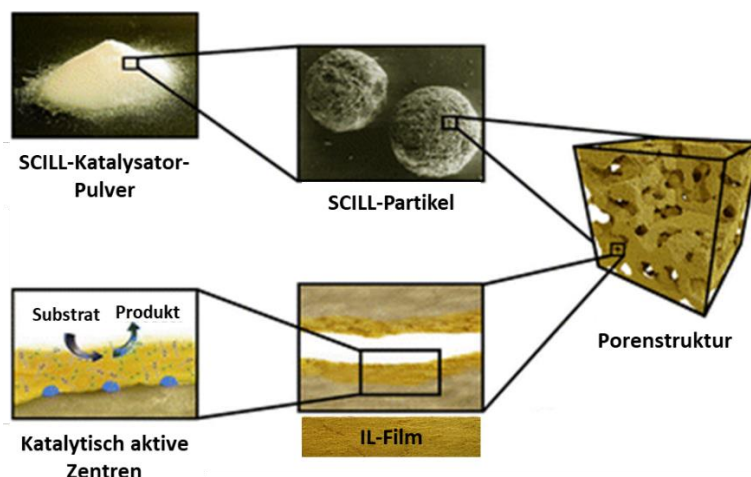 SCILL-Katalysator-
Pulver
SCILL-Partikel
Porenstruktur
Substrat
Produkt
Katalytisch aktive
Zentren
IL-Film